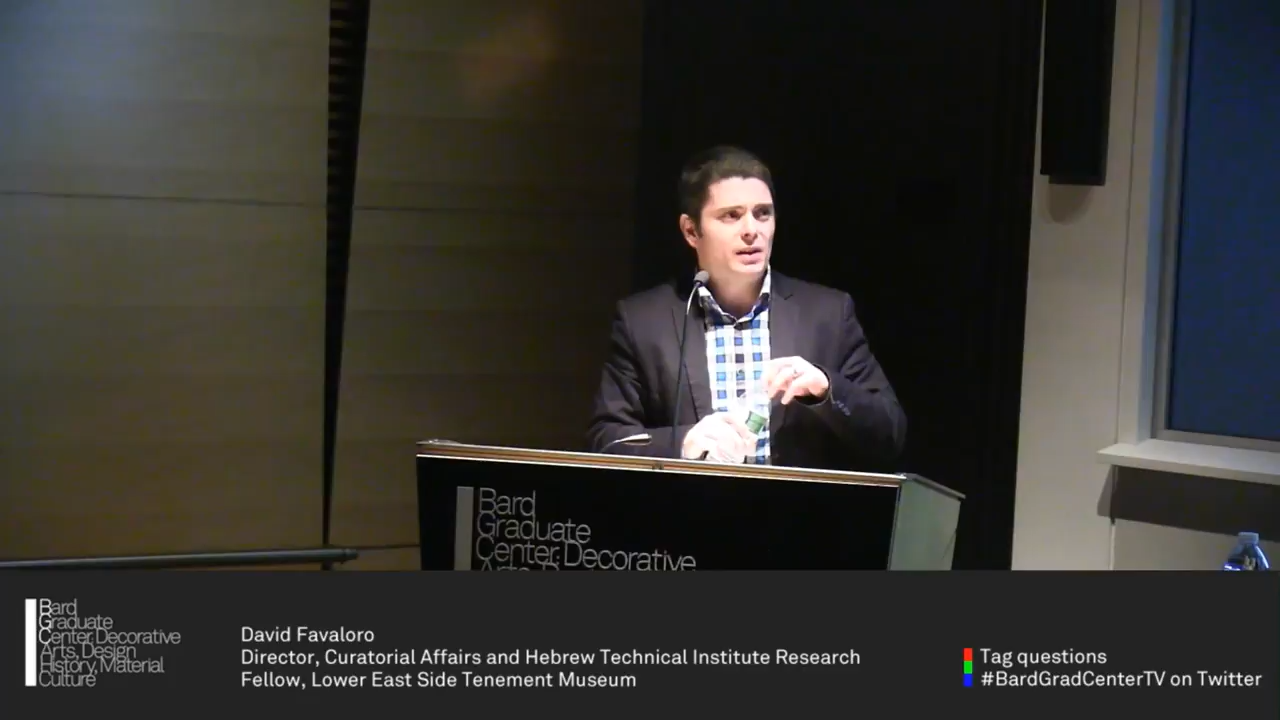 Bard
Graduate
Center: Decorative
Bard
Graduate
Center: Decorative
Arts, Design
History, Material
Culture
David Favaloro
Director, Curatorial Affairs and Hebrew Technical Institute Research
Fellow, Lower East Side Tenement Museum
Tag questions
#BardGradCenterTV on Twitter